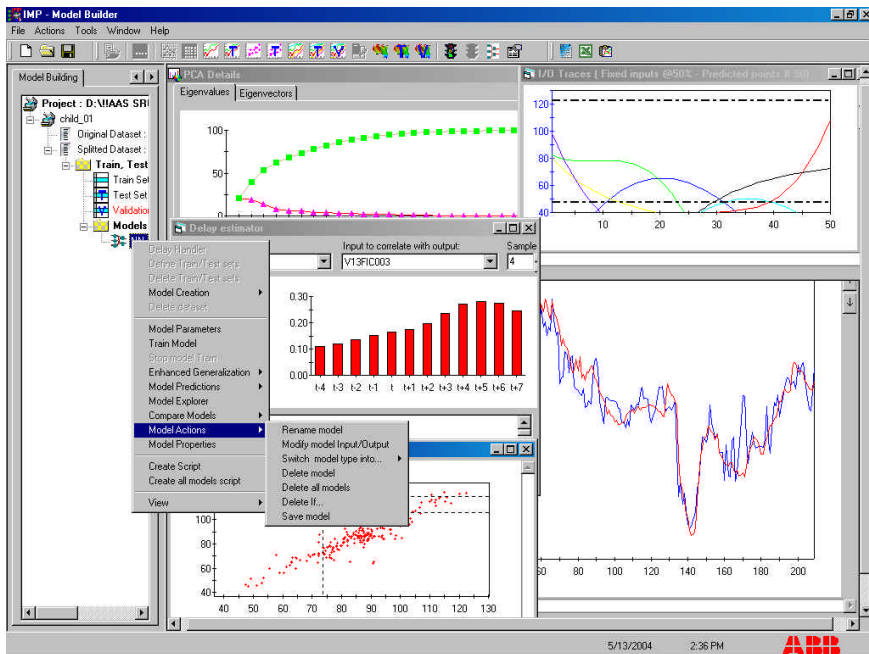 IMP - Model Builder
File Actions Tools Window Help
Model Building
Project : D:\!!AAS SRI
child_01
Original Dataset :
Splitted Dataset :
Train, Test
Train Set
Test Set
Validation
Models
PCA Details
Eigenvalues Eigenvectors
100
50
0
I/O Traces ( Fixed inputs @50% - Predicted points # 50)
120
100
80
60
40
0 10 20 30 40 50
Delay estimator
Input to correlate with output: Sample
V13FIC003 4
0.30
0.20
0.10
0.00
t-4 t-3 t-2 t-1 t t+1 t+2 t+3 t+4 t+5 t+6 t+7
Delay Handler
Define Train/Test sets
Delete Train/Test sets
Model Creation
Delete dataset
Model Parameters
Train Model
Stop model Train
Enhanced Generalization
Model Predictions
Model Explorer
Compare Models
Model Actions
Model Properties
Create Script
Create all models script
View
Rename model
Modify model Input/Output
Switch model type into...
Delete model
Delete all models
Delete If...
Save model
100
80
60
40
40 50 60 70 80 90 100 110 120 130
60 80 100 120 140 160 180 200
5/13/2004 2:36 PM ABB